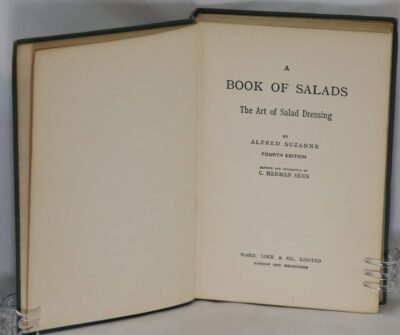 A
BOOK OF SALADS
The Art of Salad Dressing
BY
ALFRED SUZANNE
FOURTH EDITION
REVISED AND AUGMENTED BY
C. HERMAN SENN
WARD, LOCK & CO., LIMITED
LONDON AND MELBOURNE